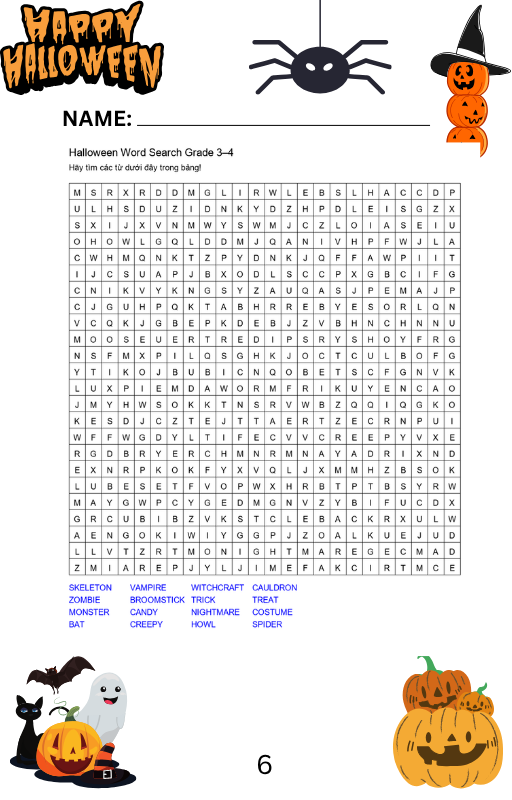 HAPPY
HALLOWEEN
NAME:
Halloween Word Search Grade 3–4
Hãy tìm các từ dưới đây trong bảng!
M S R X R D D M G L I R W L E B S L H A C C D P
U L H S D U Z I D N K Y D Z H P D L E I S G Z X
S X I J X V N M W Y S W M J C Z L O I A S E I U
O H O W L G Q L D D M J Q A N I V H P F W J L A
C W H M Q N K T Z P Y D N K J Q F F A W P I I T
I J C S U A P J B X O D L S C C P X G B C I F G
C N I K V Y K N G S Y Z A U Q A S J P E M A J P
C J G U H P Q K T A B H R R E B Y E S O R L Q N
V C Q K J G B E P K D E B J Z V B H N C H N N U
M O O S E U E R T R E D I P S R Y S H O Y F R G
N S F M X P I L Q S G H K J O C T C U L B O F G
Y T I K O J B U B I C N Q O B E T S C F G N V K
L U X P I E M D A W O R M F R I K U Y E N C A O
J M Y H W S O K K T N S R V W B Z Q Q I Q G K O
K E S D J C Z T E J T T A E R T Z E C R N P U I
W F F W G D Y L T I F E C V V C R E E P Y V X E
R G D B R Y E R C H M N R M N A Y A D R I X N D
E X N R P K O K F Y X V Q L J X M M H Z B S O K
L U B E S E T F V O P W X H R B T P T B S Y R W
M A Y G W P C Y G E D M G N V Z Y B I F U C D X
G R C U B I B Z V K S T C L E B A C K R X U L W
A E N G O K I W I Y G G P J Z O A L K U E J U D
L L V T Z R T M O N I G H T M A R E G E C M A D
Z M I A R E P J Y L J I M E F A K C I R T M C E
SKELETON VAMPIRE WITCHCRAFT CAULDRON
ZOMBIE BROOMSTICK TRICK TREAT
MONSTER CANDY NIGHTMARE COSTUME
BAT CREEPY HOWL SPIDER
6